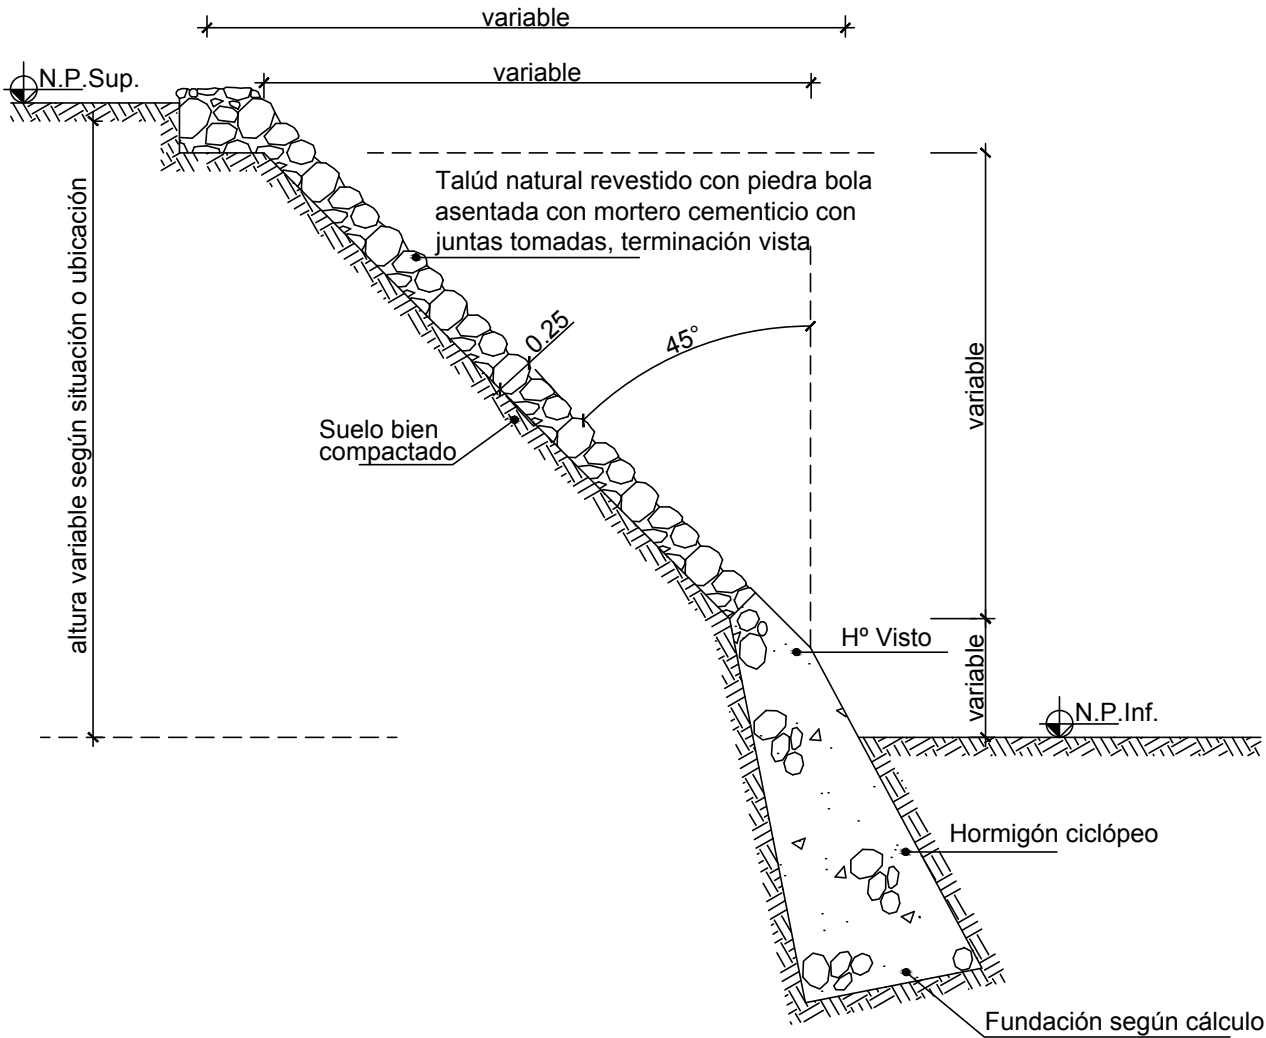 variable
variable
N.P.Sup.
Talúd natural revestido con piedra bola
asentada con mortero cementicio con
juntas tomadas, terminación vista
altura variable según situación o ubicación
0.25
45°
variable
Suelo bien
compactado
Hº Visto
variable
N.P.Inf.
Hormigón ciclópeo
Fundación según cálculo